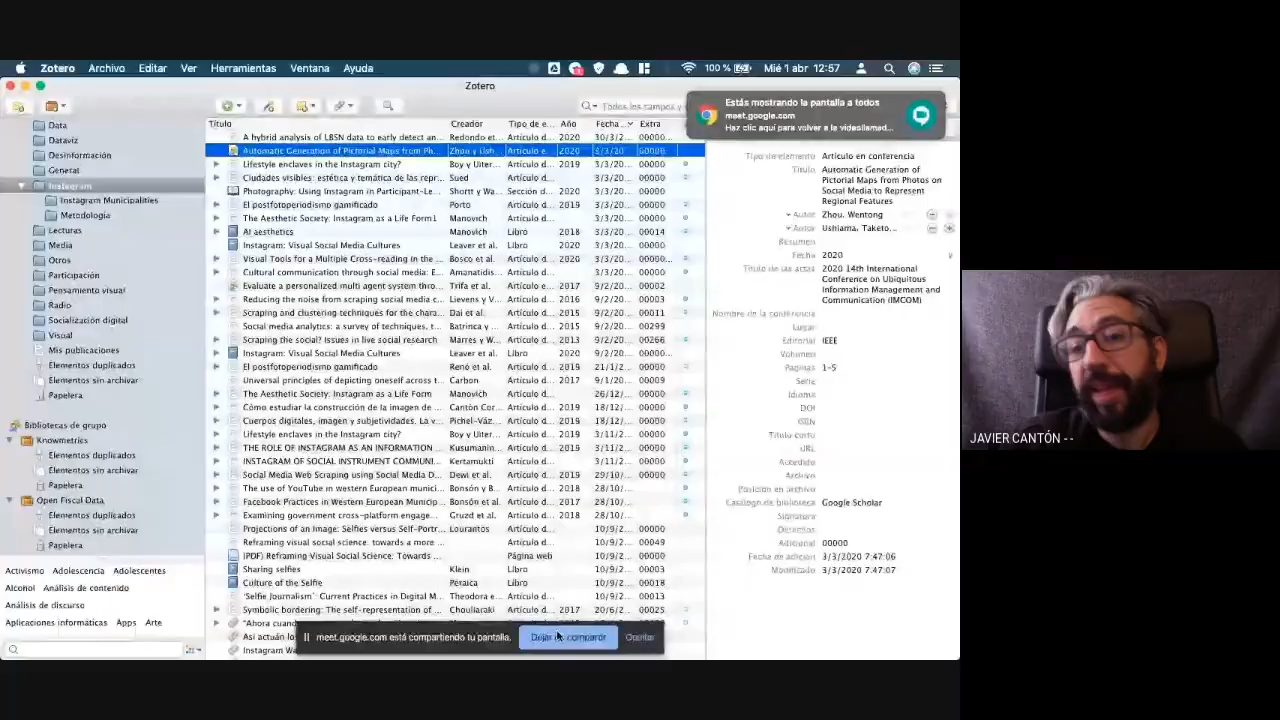 Zotero Archivo Editar Ver Herramientas Ventana Ayuda 100 % Mié 1 abr 12:57
Zotero
Todos los campos y
Estás mostrando la pantalla a todos
meet.google.com
Haz clic aquí para volver a la videollamad...
Data
Dataviz
Desinformación
General
Instagram
Instagram Municipalities
Metodología
Lecturas
Media
Otros
Participación
Pensamiento visual
Radio
Socialización digital
Visual
Mis publicaciones
Elementos duplicados
Elementos sin archivar
Papelera
Bibliotecas de grupo
Knowmetrics
Elementos duplicados
Elementos sin archivar
Papelera
Open Fiscal Data
Elementos duplicados
Elementos sin archivar
Papelera
Activismo Adolescencia Adolescentes
Alcohol Análisis de contenido
Análisis de discurso
Aplicaciones informáticas Apps Arte
Título Creador Tipo de e... Año Fecha... Extra
A hybrid analysis of LBSN data to early detect an... Redondo et... Artículo d... 2020 30/3/2... 00000...
Automatic Generation of Pictorial Maps from Ph... Zhou y Ush... Artículo e... 2020 3/3/20... 00000
Lifestyle enclaves in the Instagram city? Boy y Uiter... Artículo d... 2019 3/3/20... 00000
Ciudades visibles: estética y temática de las repr... Sued Artículo d... 3/3/20... 00000
Photography: Using Instagram in Participant-Le... Shortt y Wa... Sección d... 2020 3/3/20... 00000
El postfotoperiodismo gamificado Porto Artículo d... 2019 3/3/20... 00000
The Aesthetic Society: Instagram as a Life Form1 Manovich Artículo d... 3/3/20... 00000
AI aesthetics Manovich Libro 2018 3/3/20... 00014
Instagram: Visual Social Media Cultures Leaver et al. Libro 2020 3/3/20... 00000
Visual Tools for a Multiple Cross-reading in the... Bosco et al. Artículo d... 3/3/20... 00000...
Cultural communication through social media: E... Amanatidis... Artículo d... 3/3/20... 00000
Evaluate a personalized multi agent system thro... Trifa et al. Artículo e... 2017 9/2/20... 00002
Reducing the noise from scraping social media c... Lievens y V... Artículo d... 2016 9/2/20... 00003
Scraping and clustering techniques for the chara... Dai et al. Artículo d... 2015 9/2/20... 00011
Social media analytics: a survey of techniques, t... Batrinca y ... Artículo d... 2015 9/2/20... 00299
Scraping the social? Issues in live social research Marres y W... Artículo d... 2013 9/2/20... 00266
Instagram: Visual Social Media Cultures Leaver et al. Libro 2020 9/2/20... 00000...
El postfotoperiodismo gamificado René et al. Artículo d... 2019 21/1/2... 00000
Universal principles of depicting oneself across t... Carbon Artículo d... 2017 9/1/20... 00009
The Aesthetic Society: Instagram as a Life Form Manovich Artículo d... 26/12/... 00000
Cómo estudiar la construcción de la imagen de ... Cantón Cor... Artículo d... 2019 18/12/... 00000
Cuerpos digitales, imagen y subjetividades. La v... Pichel-Váz... Artículo d... 2019 18/12/... 00000
Lifestyle enclaves in the Instagram city? Boy y Uiter... Artículo d... 2019 3/11/2... 00000
THE ROLE OF INSTAGRAM AS AN INFORMATION ... Kusumanin... Artículo d... 2019 3/11/2... 00000
INSTAGRAM OF SOCIAL INSTRUMENT COMMUNI... Kertamukti Artículo d... 3/11/2... 00000
Social Media Web Scraping using Social Media D... Dewi et al. Artículo d... 2019 29/10/... 00000
The use of YouTube in western European munici... Bonsón y B... Artículo d... 28/10/...
Facebook Practices in Western European Municip... Bonsón et al. Artículo d... 2017 28/10/...
Examining government cross-platform engage... Gruzd et al. Artículo d... 2018 28/10/...
Projections of an Image: Selfies versus Self-Portr... Lourantos Artículo d... 10/9/2... 00000
Reframing visual social science: towards a more ... Artículo d... 10/9/2... 00049
[PDF] Reframing Visual Social Science: Towards ... Página web 10/9/2... 00000
Sharing selfies Klein Libro 10/9/2... 00003
Culture of the Selfie Peraica Libro 10/9/2... 00018
'Selfie Journalism': Current Practices in Digital M... Theodora e... Artículo d... 10/9/2... 00013
Symbolic bordering: The self-representation of ... Chouliaraki Artículo d... 2017 20/6/2... 00025
"Ahora cuand
Así actuán lo
Instagram Wa
meet.google.com está compartiendo tu pantalla. Dejar de compartir Ocultar
Tipo de elemento Artículo en conferencia
Título Automatic Generation of
Pictorial Maps from Photos on
Social Media to Represent
Regional Features
Autor Zhou, Wentong
Autor Ushiama, Taketo...
Resumen
Fecha 2020
Título de las actas 2020 14th International
Conference on Ubiquitous
Information Management and
Communication (IMCOM)
Nombre de la conferencia
Lugar
Editorial IEEE
Volumen
Páginas 1-5
Serie
Idioma
DOI
ISBN
Título corto
URL
Accedido
Archivo
Posición en archivo
Catálogo de biblioteca Google Scholar
Signatura
Derechos
Adicional 00000
Fecha de adición 3/3/2020 7:47:06
Modificado 3/3/2020 7:47:07
JAVIER CANTÓN - -